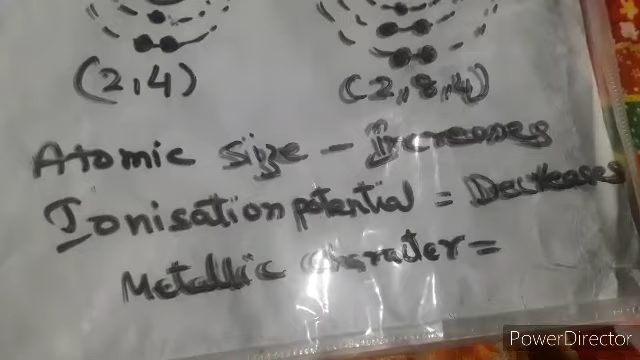 (2,4) (2,8,4)
Atomic size - Increases
Ionisation potential = Decreases
Metallic character =
PowerDirector